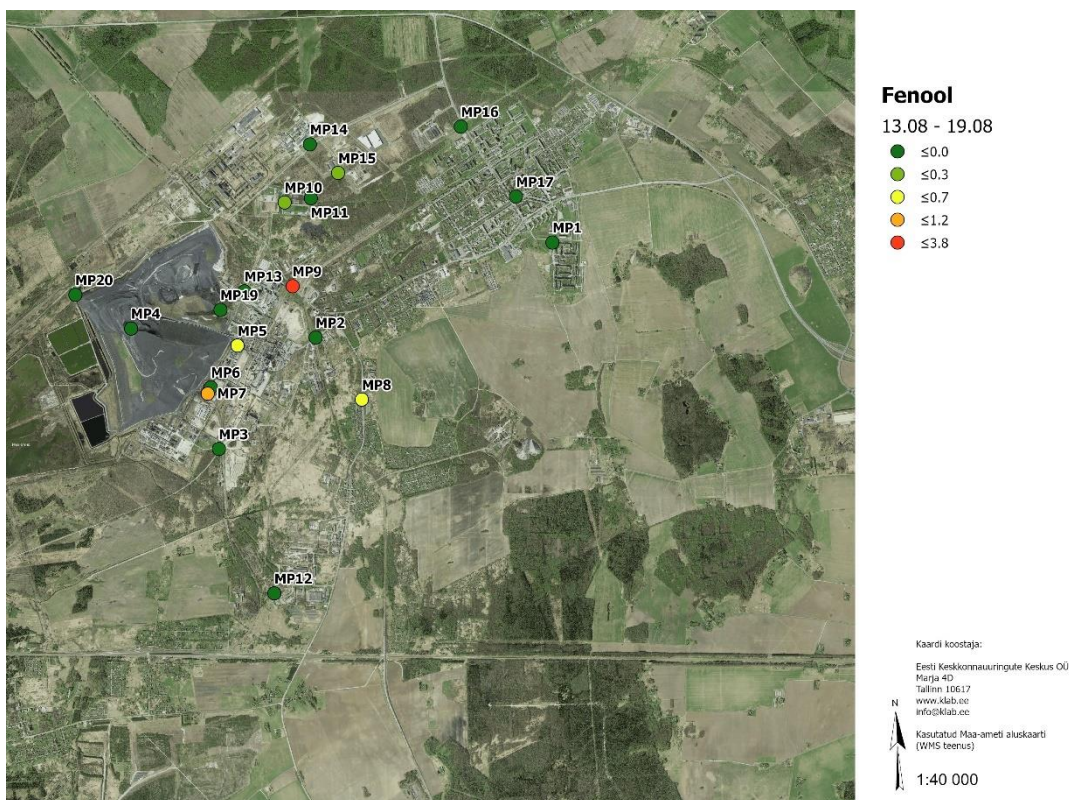 MP16
MP14
MP15
MP10
MP17
MP11
MP1
MP13
MP9
MP20
MP19
MP4
MP2
MP5
MP6
MP8
MP7
MP3
MP12
Fenool
13.08 - 19.08
≤0.0
≤0.3
≤0.7
≤1.2
≤3.8
Kaardi koostaja:
Eesti Keskkonnauuringute Keskus OÜ
Marja 4D
Tallinn 10617
www.klab.ee
info@klab.ee
N
Kasutatud Maa-ameti aluskaarti
(WMS teenus)
1:40 000